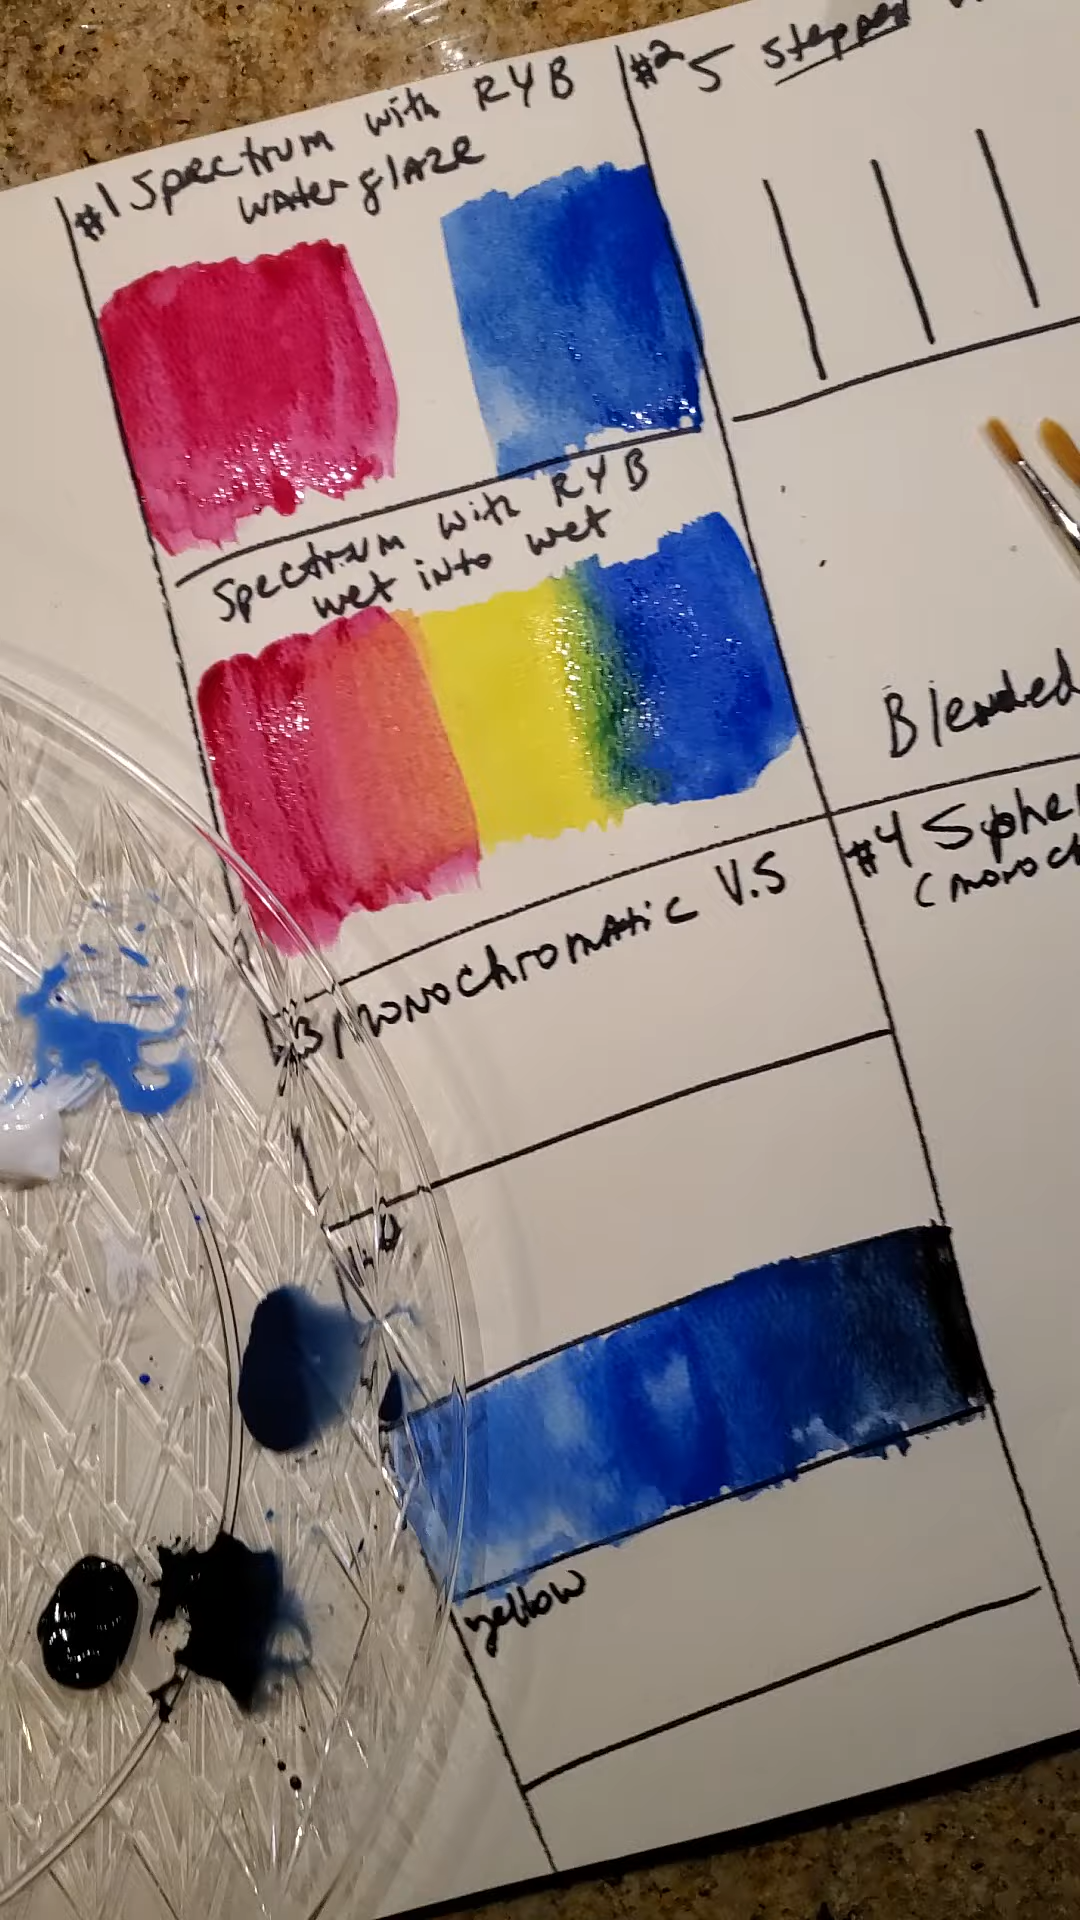 #1 Spectrum with RYB
water glaze
#2 5 stepped
Spectrum with RYB
wet into wet
Blended
#3 monochromatic V.S
#4 Sphe
(monoch
yellow